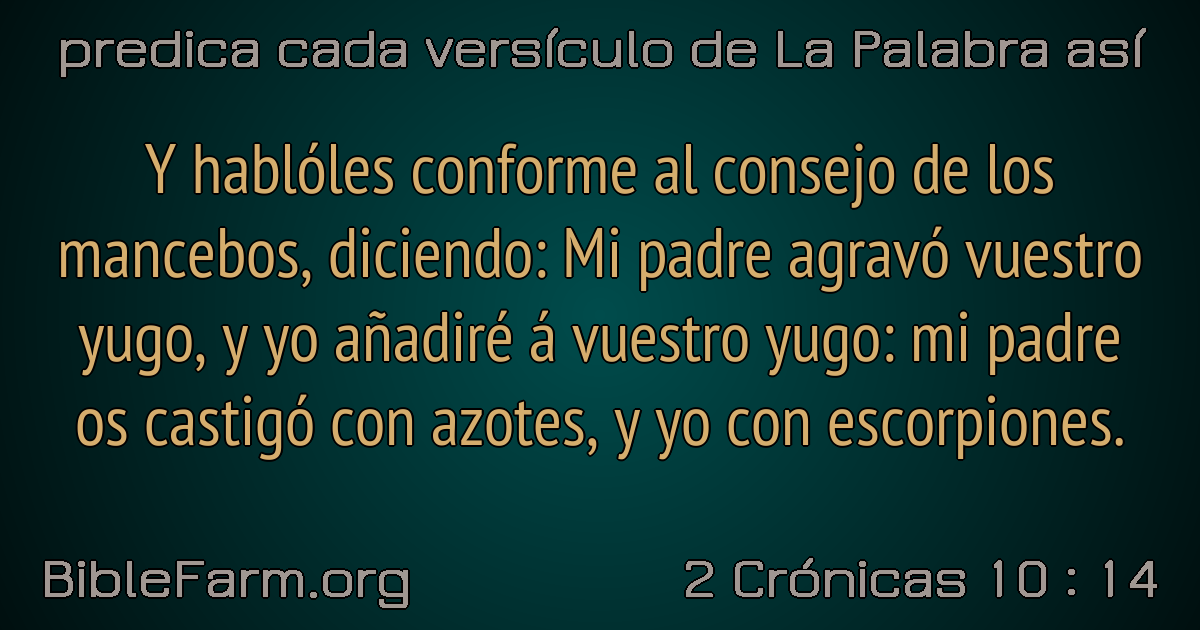 predica cada versículo de La Palabra así
Y hablóles conforme al consejo de los
mancebos, diciendo: Mi padre agravó vuestro
yugo, y yo añadiré á vuestro yugo: mi padre
os castigó con azotes, y yo con escorpiones.
BibleFarm.org
2 Crónicas 10 : 14